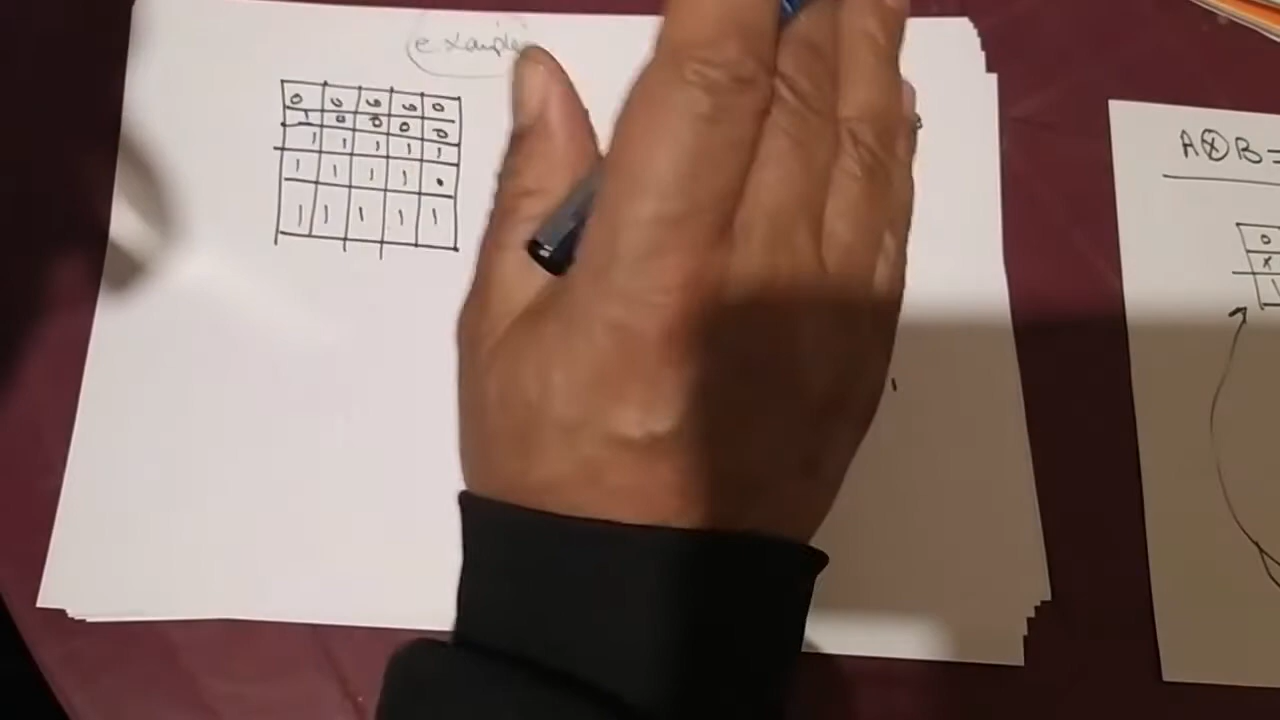 example
0 0 0 0 0
1 0 0 0 0
1 1 1 1 1
1 1 1 1 0
1 1 1 1 1
A ⊗ B =
0
x
1